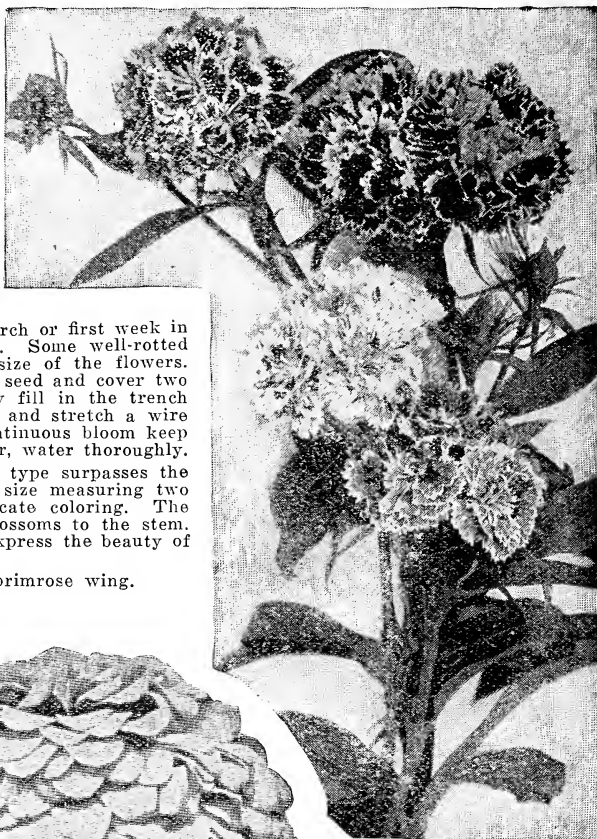 rch or first week in
. Some well-rotted
size of the flowers.
seed and cover two
y fill in the trench
and stretch a wire
ntinuous bloom keep
r, water thoroughly.
type surpasses the
size measuring two
cate coloring. The
ossoms to the stem.
xpress the beauty of
primrose wing.